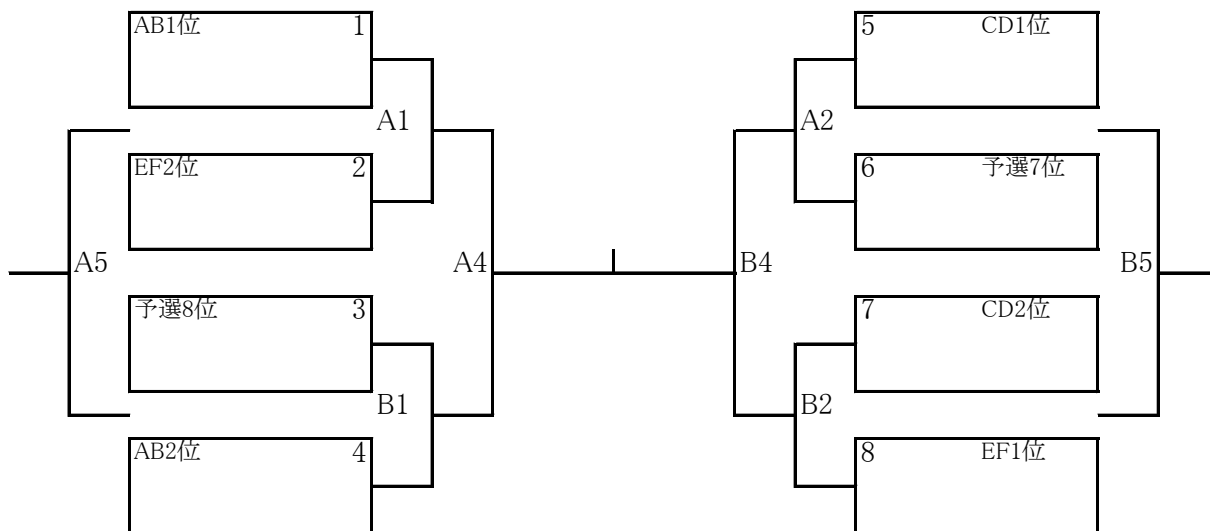 AB1位 1
5 CD1位
A1
A2
EF2位 2
6 予選7位
A5
A4
B4
B5
予選8位 3
7 CD2位
B1
B2
AB2位 4
8 EF1位